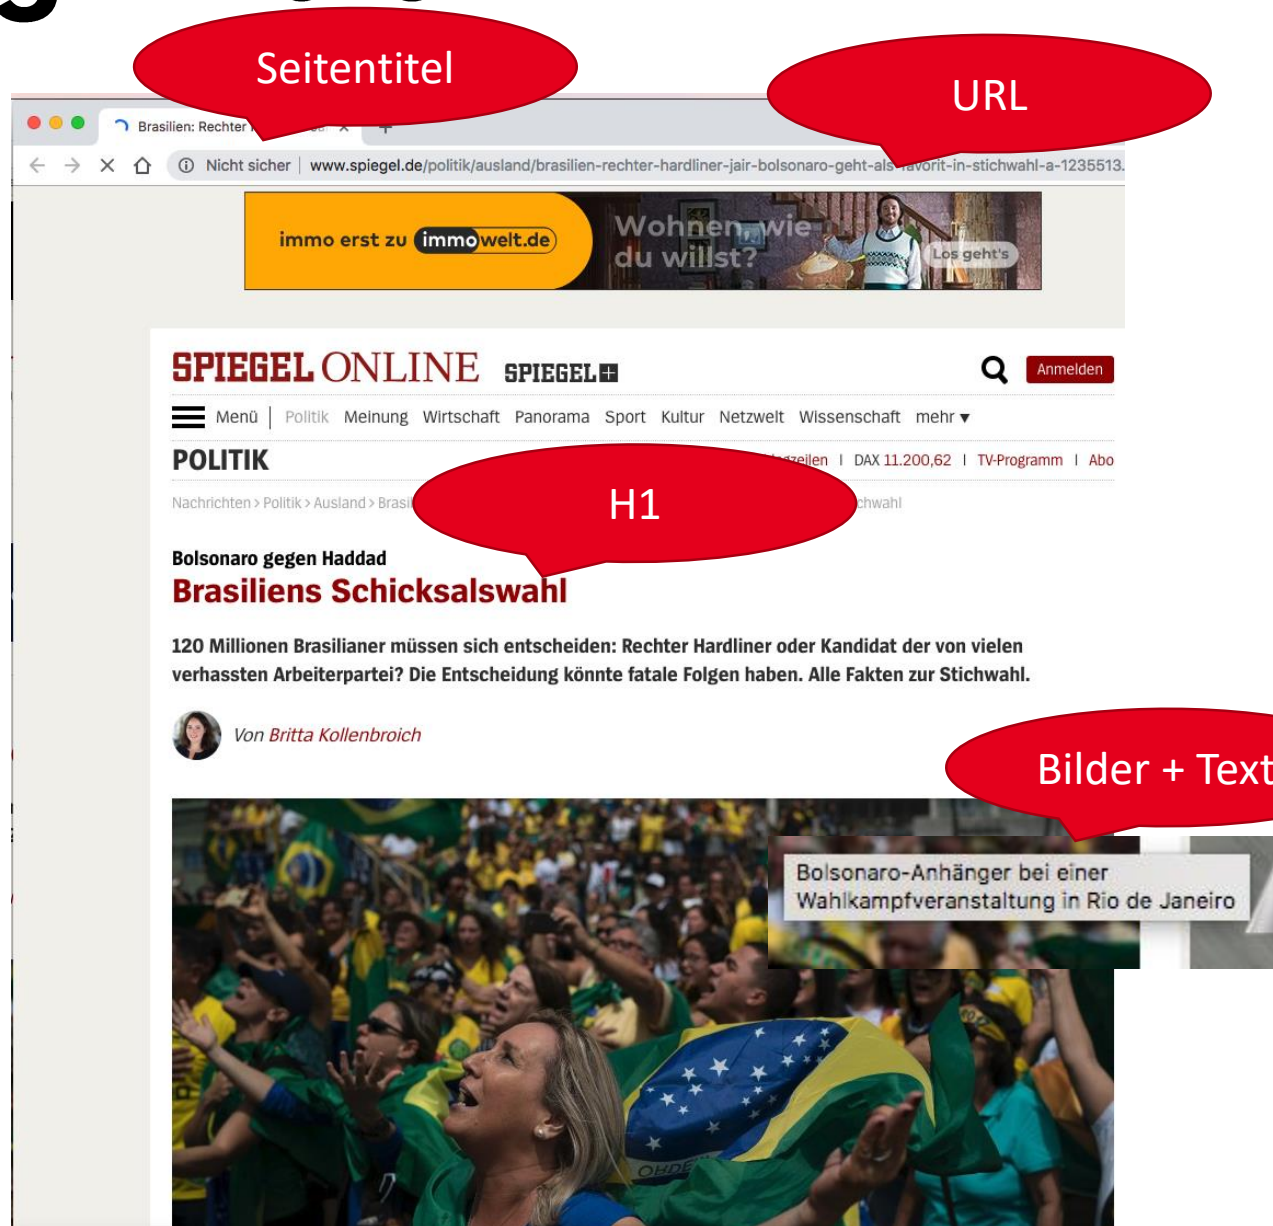 Seitentitel
URL
Brasilien: Rechter
Nicht sicher | www.spiegel.de/politik/ausland/brasilien-rechter-hardliner-jair-bolsonaro-geht-als-favorit-in-stichwahl-a-1235513.
immo erst zu immowelt.de
Wohnen, wie
du willst?
Los geht's
SPIEGEL ONLINE SPIEGEL+
Anmelden
Menü | Politik Meinung Wirtschaft Panorama Sport Kultur Netzwelt Wissenschaft mehr ▾
POLITIK
DAX 11.200,62 | TV-Programm | Abo
Nachrichten > Politik > Ausland >
H1
Bolsonaro gegen Haddad
Brasiliens Schicksalswahl
120 Millionen Brasilianer müssen sich entscheiden: Rechter Hardliner oder Kandidat der von vielen
verhassten Arbeiterpartei? Die Entscheidung könnte fatale Folgen haben. Alle Fakten zur Stichwahl.
Von Britta Kollenbroich
Bilder + Text
Bolsonaro-Anhänger bei einer
Wahlkampfveranstaltung in Rio de Janeiro